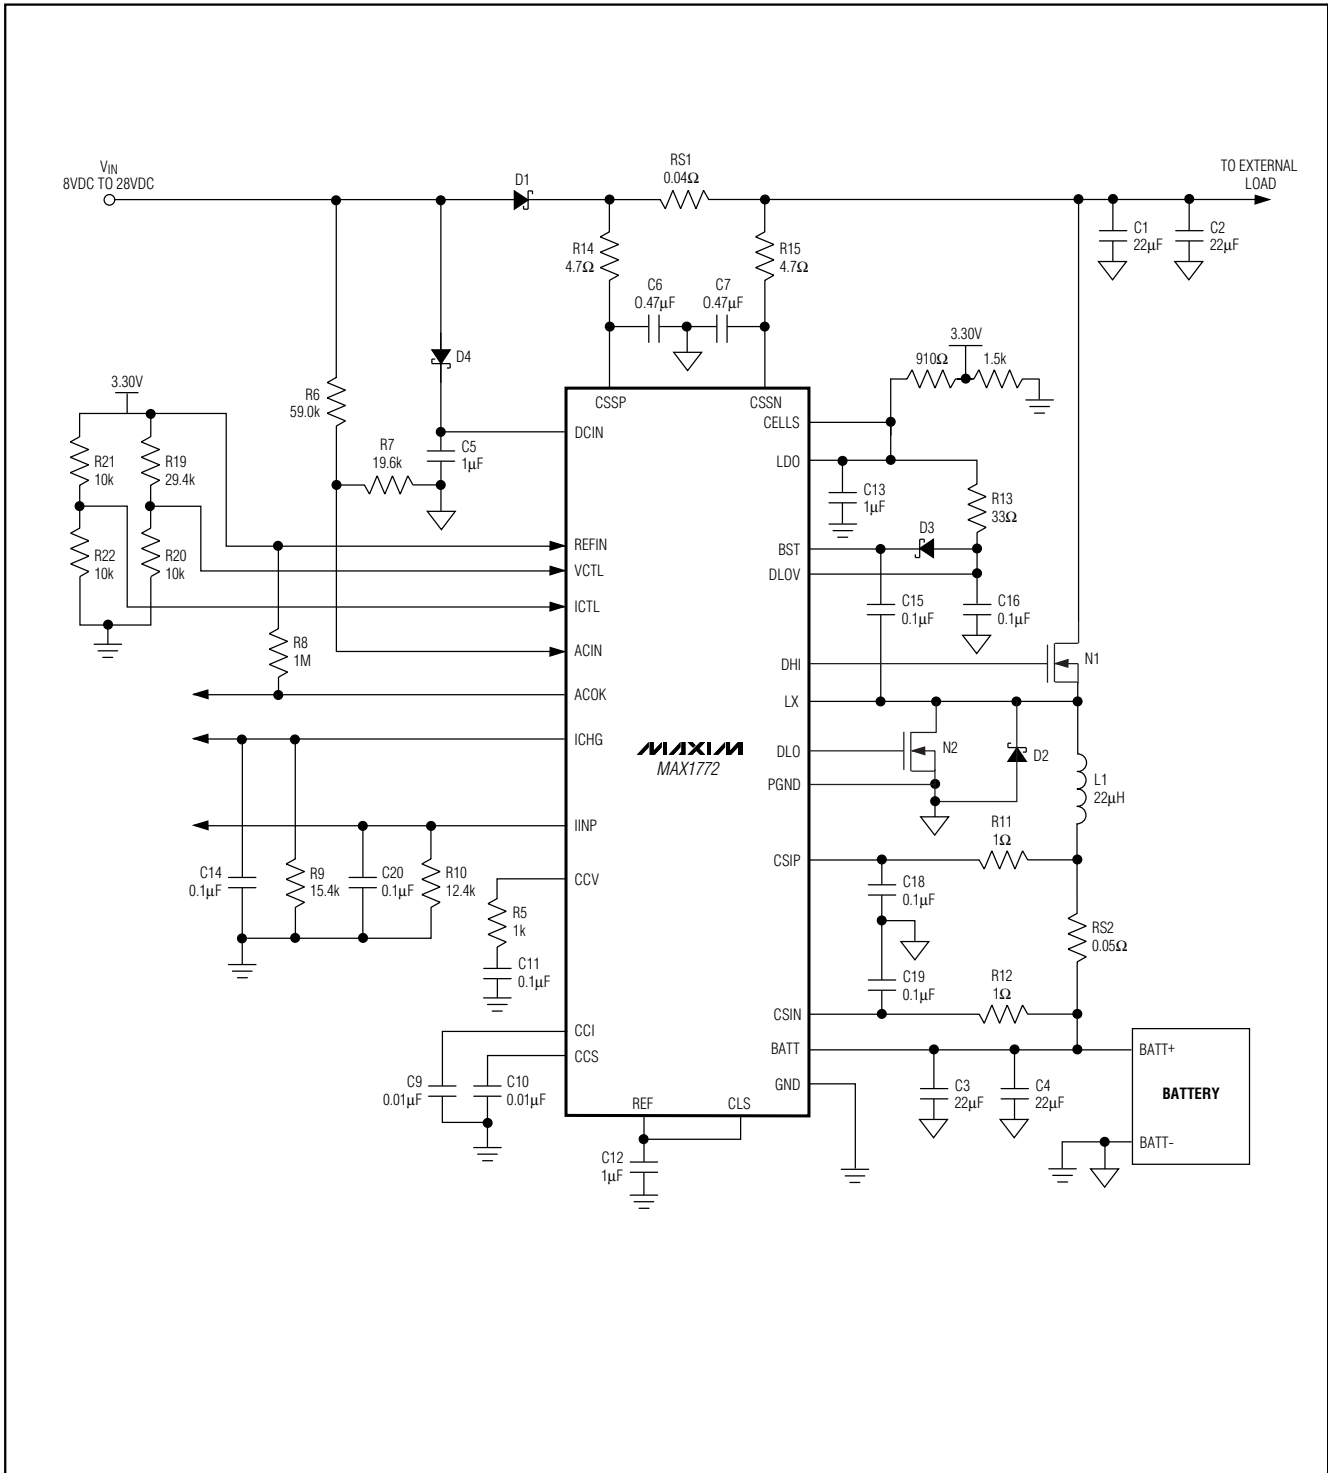 VIN
8VDC TO 28VDC
D1
RS1
0.04Ω
TO EXTERNAL
LOAD
R14
4.7Ω
R15
4.7Ω
C1
22µF
C2
22µF
C6
0.47µF
C7
0.47µF
D4
3.30V
910Ω
1.5k
3.30V
R6
59.0k
CSSP
CSSN
CELLS
DCIN
R21
10k
R19
29.4k
R7
19.6k
C5
1µF
LDO
C13
1µF
R13
33Ω
D3
R22
10k
R20
10k
REFIN
BST
VCTL
DLOV
ICTL
C15
0.1µF
C16
0.1µF
R8
1M
ACIN
DHI
N1
ACOK
LX
ICHG
MAXIM
MAX1772
DLO
N2
D2
PGND
L1
22µH
IINP
R11
1Ω
CSIP
C14
0.1µF
R9
15.4k
C20
0.1µF
R10
12.4k
CCV
C18
0.1µF
R5
1k
RS2
0.05Ω
C11
0.1µF
C19
0.1µF
R12
1Ω
CSIN
CCI
BATT
BATT+
CCS
GND
C9
0.01µF
C10
0.01µF
C3
22µF
C4
22µF
BATTERY
REF
CLS
BATT-
C12
1µF